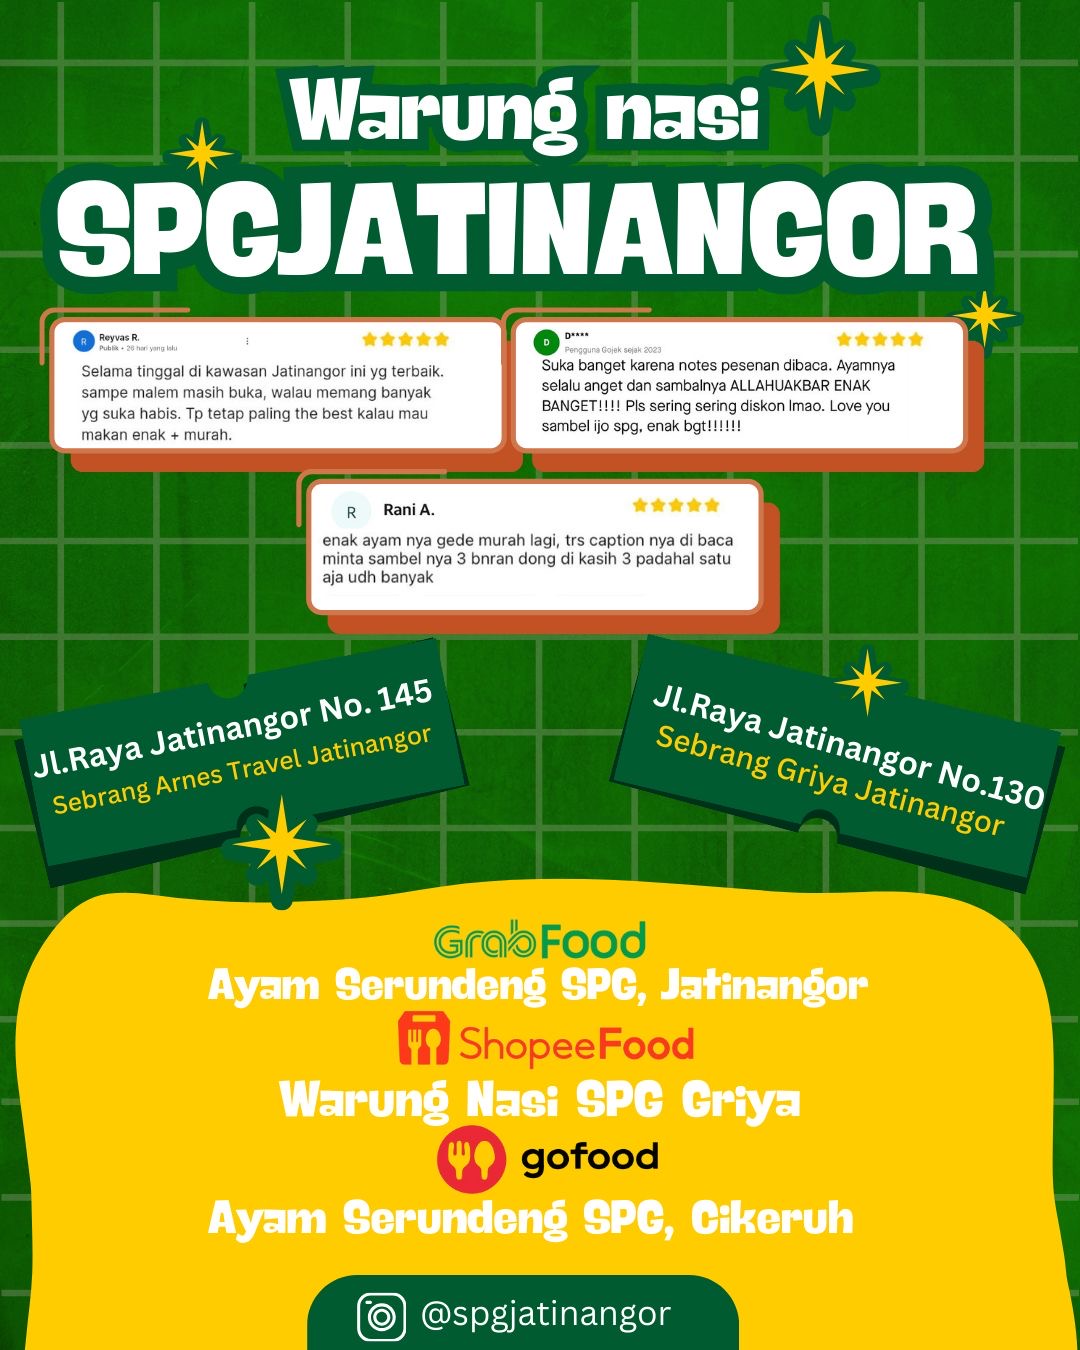 Warung nasi
SPGJATINANGOR
R
Reyvas R.
Publik • 26 hari yang lalu
Selama tinggal di kawasan Jatinangor ini yg terbaik.
sampe malem masih buka, walau memang banyak
yg suka habis. Tp tetap paling the best kalau mau
makan enak + murah.
D
D****
Pengguna Gojek sejak 2023
Suka banget karena notes pesenan dibaca. Ayamnya
selalu anget dan sambalnya ALLAHUAKBAR ENAK
BANGET!!!! Pls sering sering diskon lmao. Love you
sambel ijo spg, enak bgt!!!!!!
R
Rani A.
enak ayam nya gede murah lagi, trs caption nya di baca
minta sambel nya 3 bnran dong di kasih 3 padahal satu
aja udh banyak
Jl.Raya Jatinangor No. 145
Sebrang Arnes Travel Jatinangor
Jl.Raya Jatinangor No.130
Sebrang Griya Jatinangor
GrabFood
Ayam Serundeng SPG, Jatinangor
ShopeeFood
Warung Nasi SPG Griya
gofood
Ayam Serundeng SPG, Cikeruh
@spgjatinangor